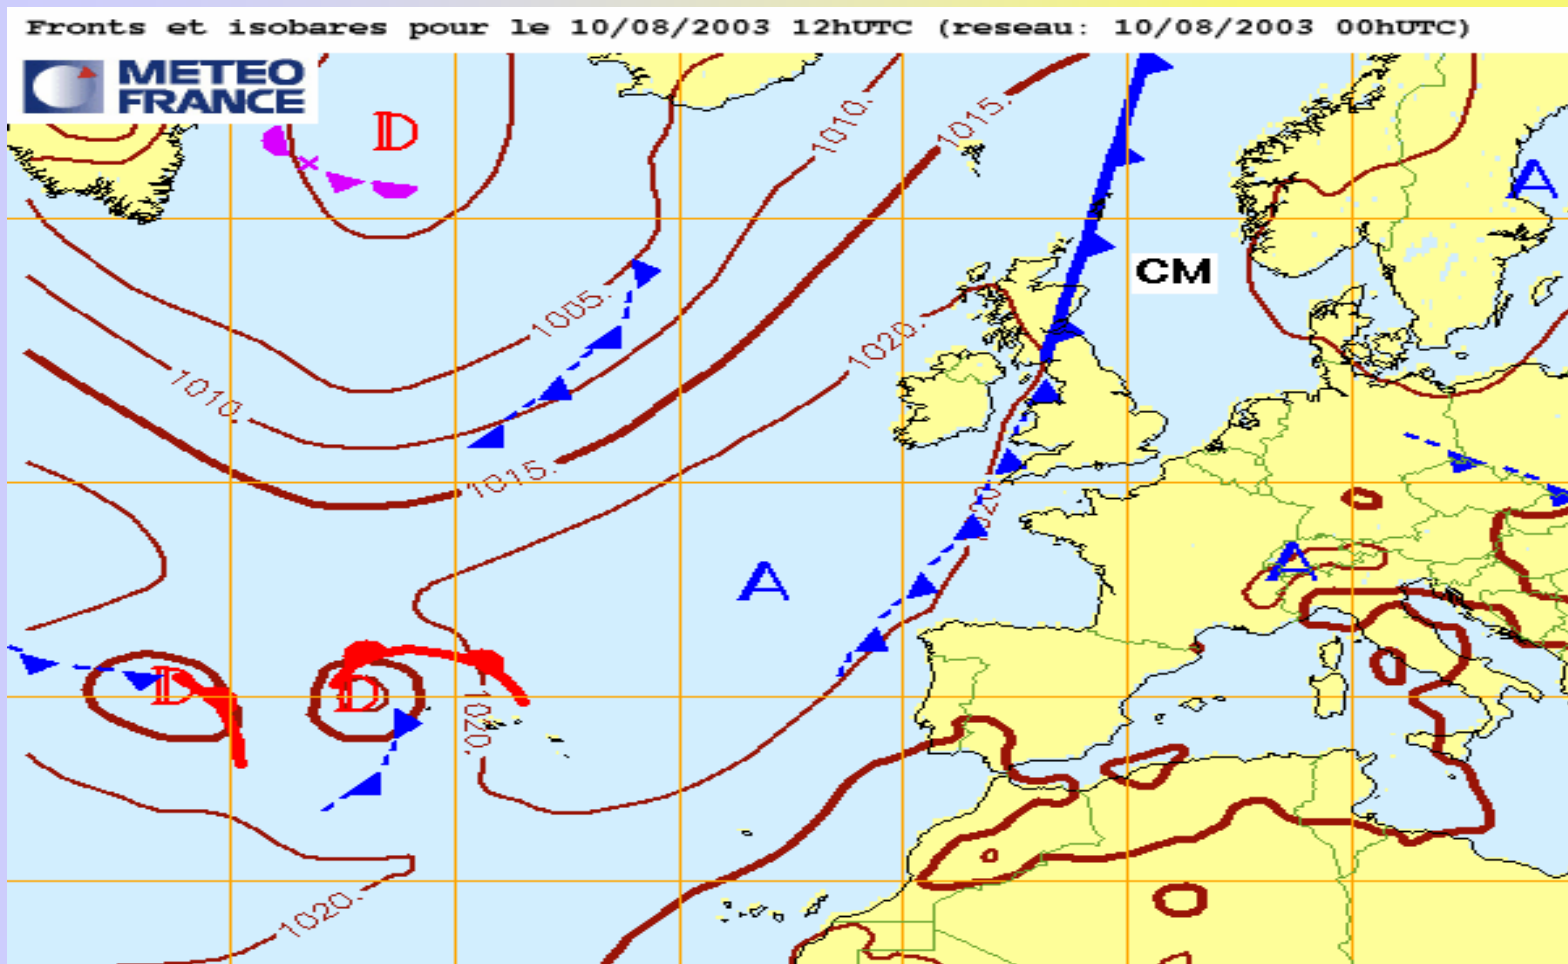 Fronts et isobares pour le 10/08/2003 12hUTC (reseau: 10/08/2003 00hUTC)
METEO
FRANCE
D
1010.
1015.
A
CM
1005.
1020.
1010.
1015.
1020.
A
A
D
D
1020.
1020.